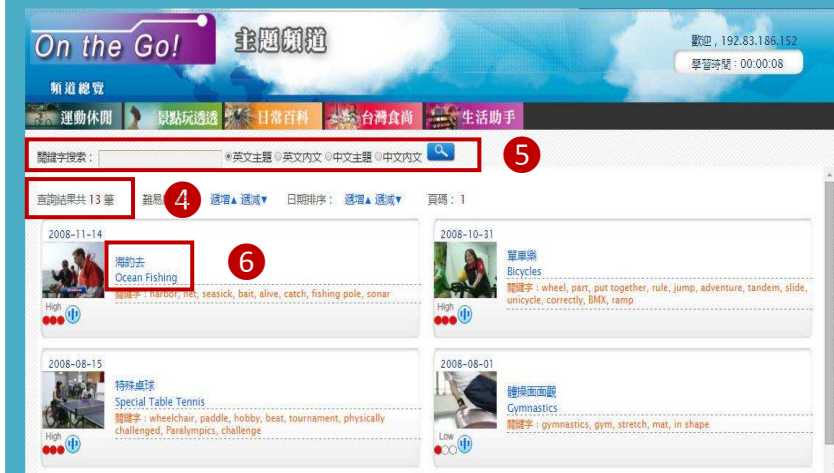 On the Go!
主題頻道
歡迎 , 192.83.186.152
學習時間 : 00:00:08
頻道總覽
運動休閒 景點玩透透 日常百科 台灣食尚 生活助手
關鍵字搜索 : 英文主題 英文內文 中文主題 中文內文
5
查詢結果共 13 筆 難易 4 遞增▲ 遞減▼ 日期排序 : 遞增▲ 遞減▼ 頁碼 : 1
2008-11-14
海釣去
Ocean Fishing
6
關鍵字 : harbor, net, seasick, bait, alive, catch, fishing pole, sonar
High 中
2008-10-31
單車樂
Bicycles
關鍵字 : wheel, part, put together, rule, jump, adventure, tandem, slide,
unicycle, correctly, BMX, ramp
High 中
2008-08-15
特殊桌球
Special Table Tennis
關鍵字 : wheelchair, paddle, hobby, beat, tournament, physically
challenged, Paralympics, challenge
High 中
2008-08-01
體操面面觀
Gymnastics
關鍵字 : gymnastics, gym, stretch, mat, in shape
Low 中